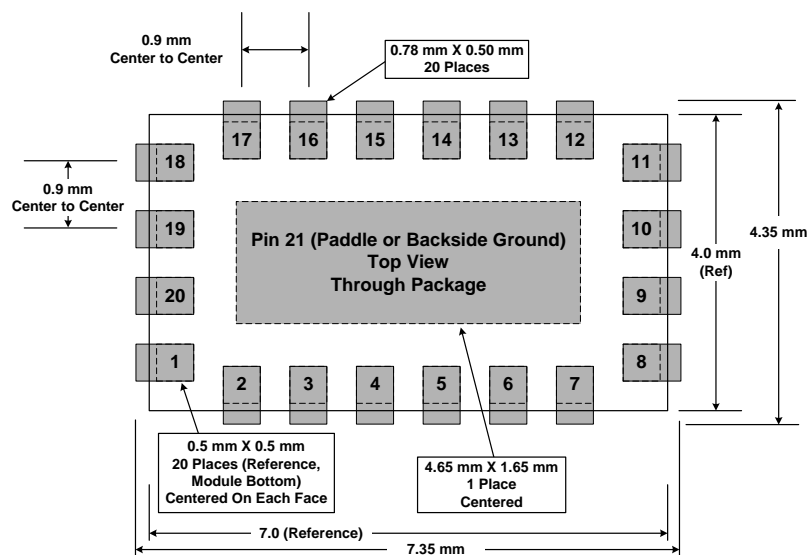 0.9 mm
Center to Center
0.78 mm X 0.50 mm
20 Places
17
16
15
14
13
12
18
11
0.9 mm
Center to Center
19
10
Pin 21 (Paddle or Backside Ground)
Top View
Through Package
4.0 mm
(Ref)
4.35 mm
20
9
1
8
2
3
4
5
6
7
0.5 mm X 0.5 mm
20 Places (Reference,
Module Bottom)
Centered On Each Face
4.65 mm X 1.65 mm
1 Place
Centered
7.0 (Reference)
7.35 mm